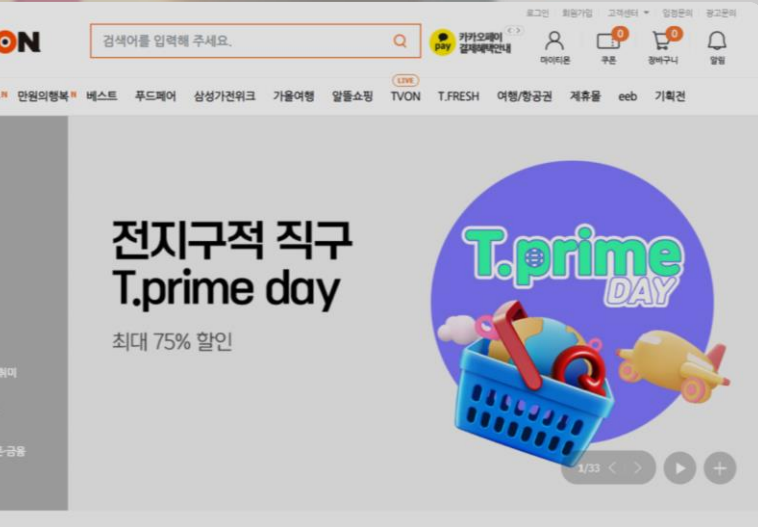 로그인 회원가입 고객센터 입점문의 광고문의
ON
검색어를 입력해 주세요.
pay 카카오페이
결제혜택안내
0 0
마이티몬 쿠폰 장바구니 알림
LIVE
N 만원의행복 N 베스트 푸드페어 삼성가전위크 가을여행 알뜰쇼핑 TVON T.FRESH 여행/항공권 제휴몰 eeb 기획전
전지구적 직구
T.prime day
최대 75% 할인
T.prime
DAY
취미
1/33